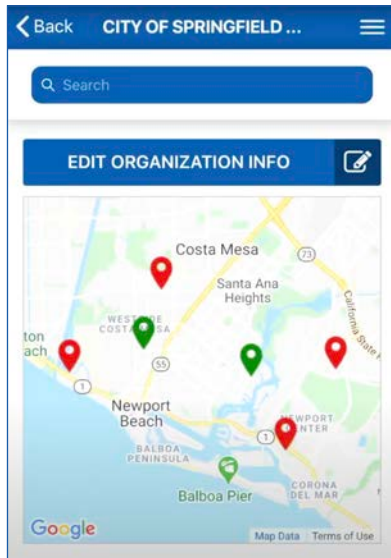 Back CITY OF SPRINGFIELD ...
Search
EDIT ORGANIZATION INFO
Costa Mesa
73
Santa Ana
Heights
California State R
WESTSIDE
COSTA MESA
ton
ach
55
1
Newport
Beach
NEWPORT
CENTER
1
BALBOA
PENINSULA
CORONA
DEL MAR
Balboa Pier
Google
Map Data Terms of Use